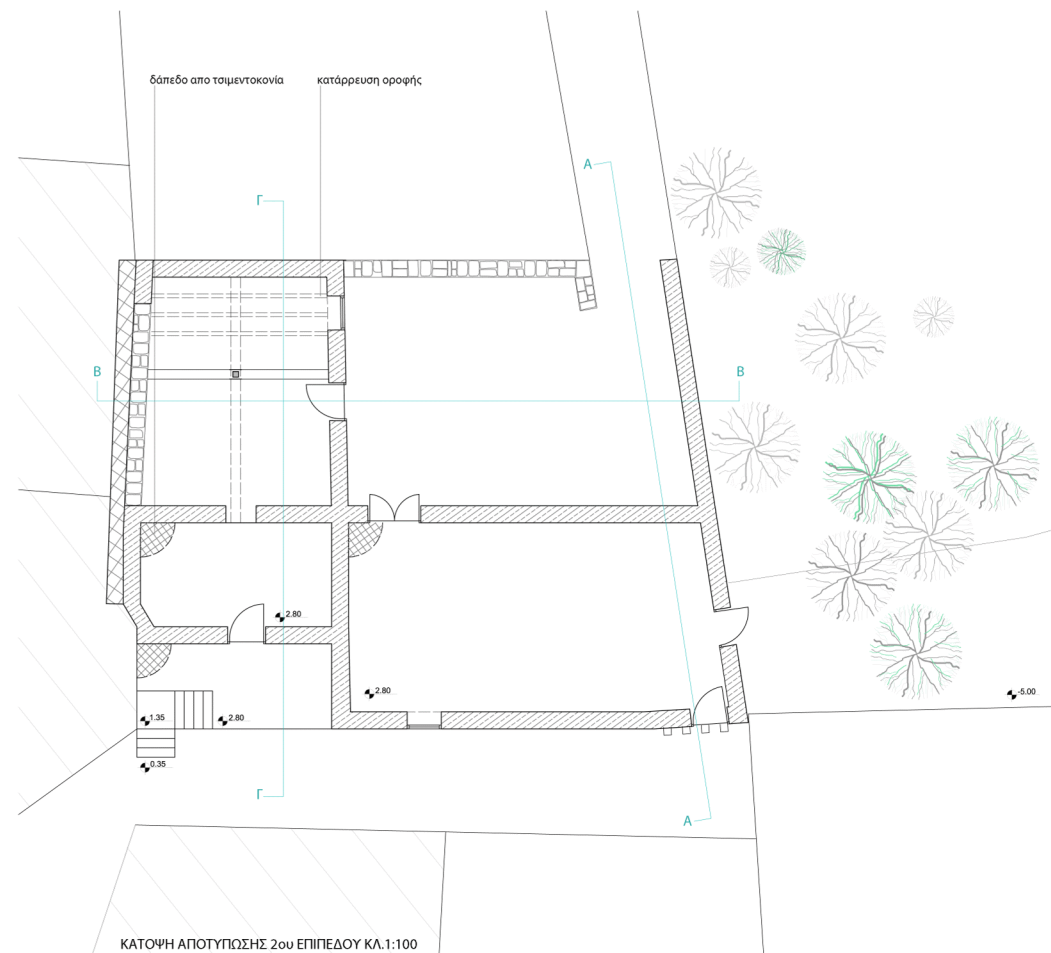 δάπεδο απο τσιμεντοκονία
κατάρρευση οροφής
Α
Γ
Β
Β
2.80
2.80
-5.00
1.35
2.80
0.35
Γ
Α
ΚΑΤΟΨΗ ΑΠΟΤΥΠΩΣΗΣ 2ου ΕΠΙΠΕΔΟΥ ΚΛ.1:100